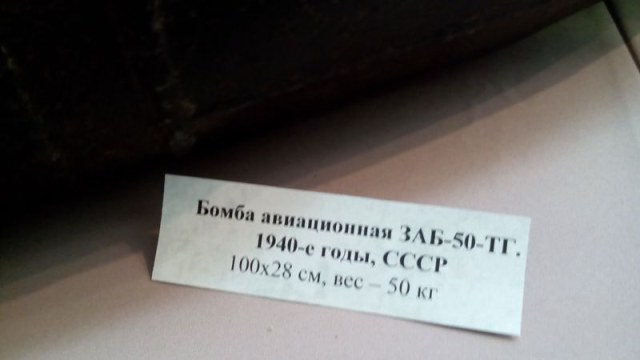 Бомба авиационная ЗАБ-50-ТГ.
1940-е годы, СССР
100х28 см, вес – 50 кг